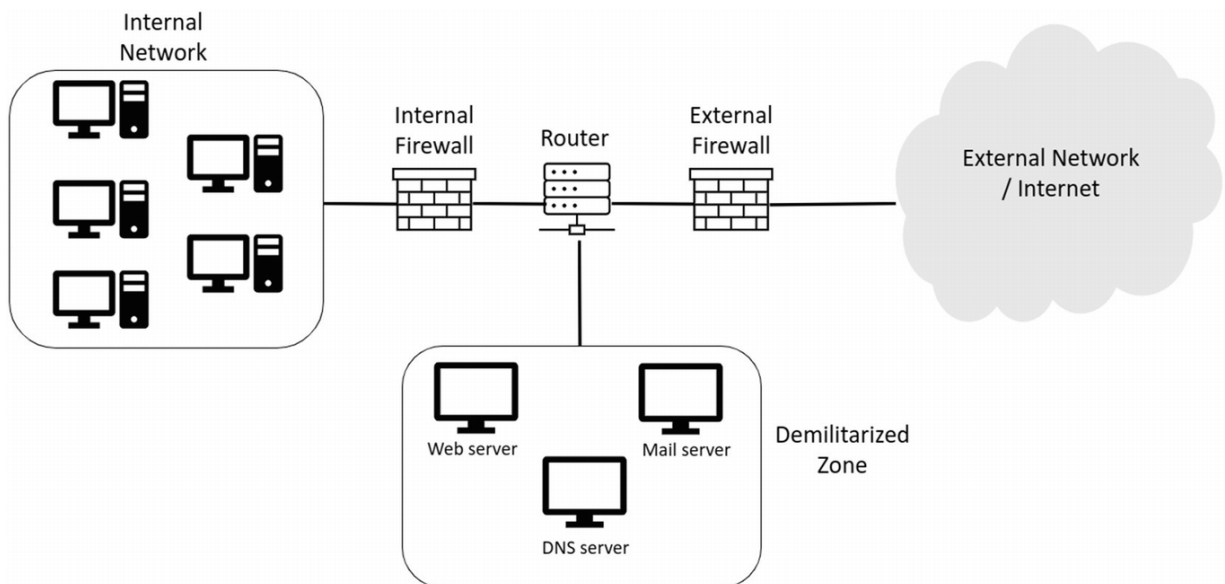 Internal
Network
Internal
Firewall
Router
External
Firewall
External Network
/ Internet
Web server
Mail server
DNS server
Demilitarized
Zone